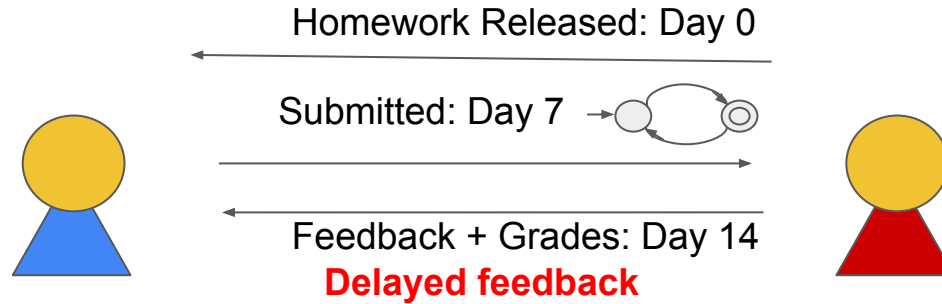 Homework Released: Day 0
Submitted: Day 7
Feedback + Grades: Day 14
Delayed feedback